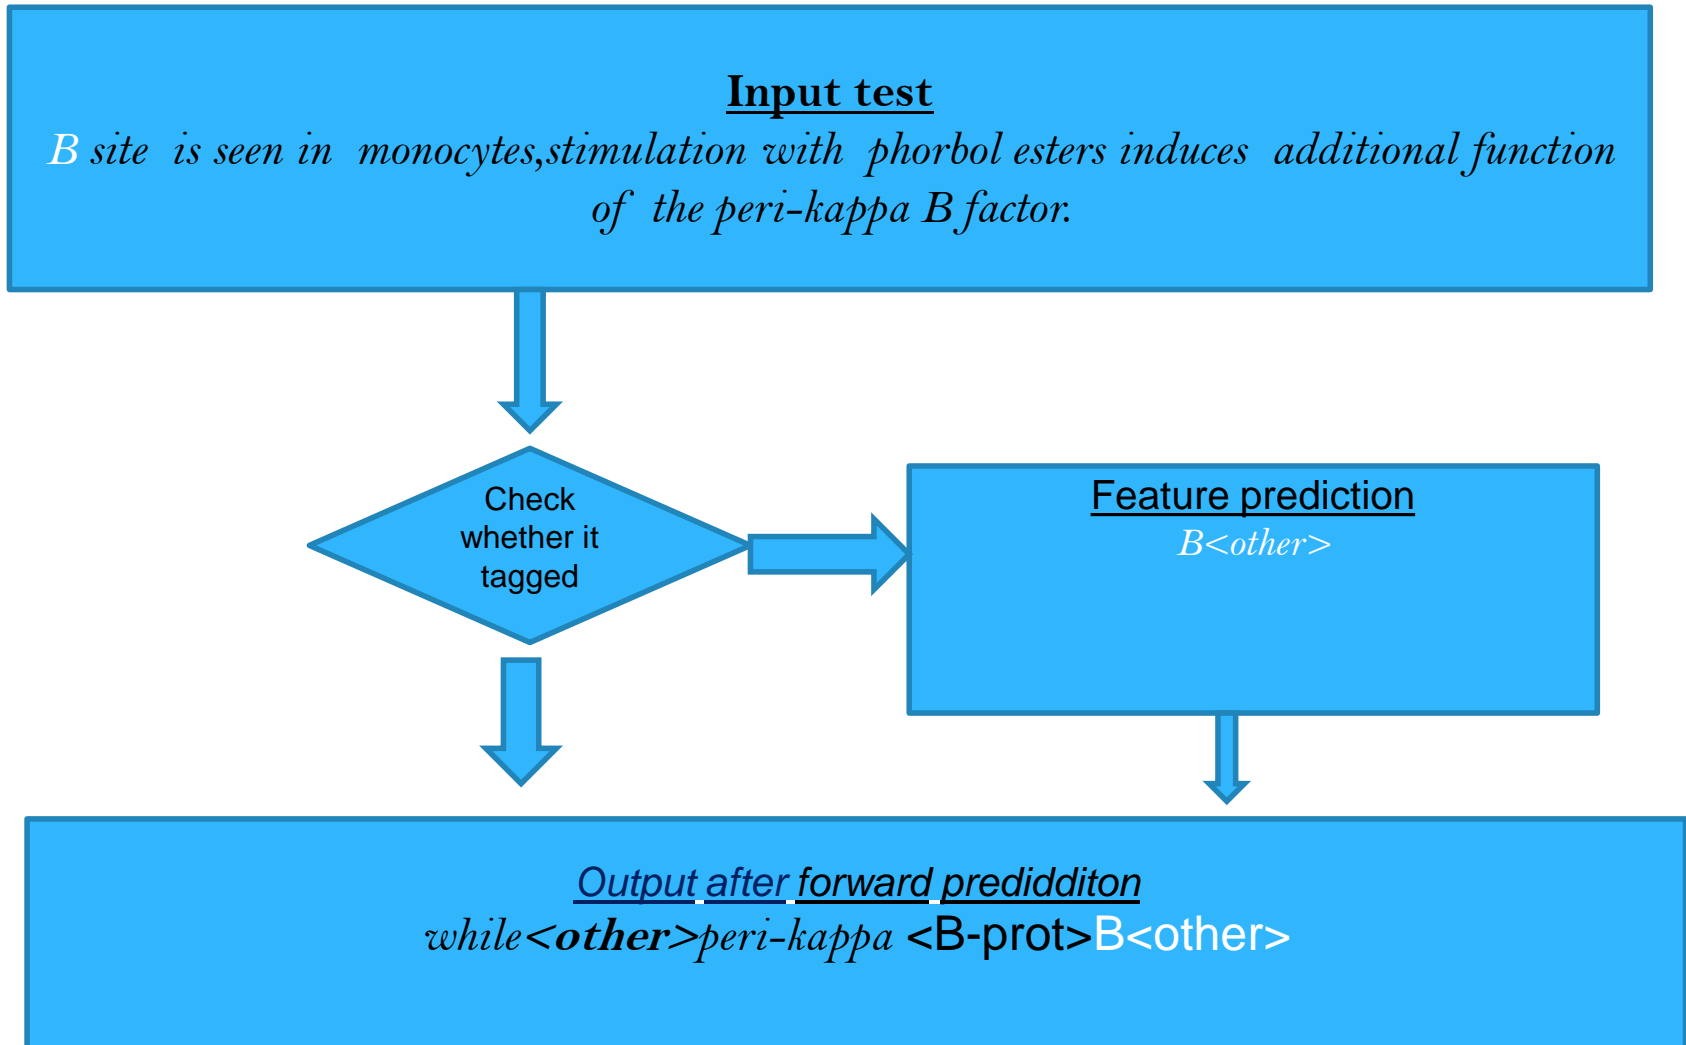 Input test
B site is seen in monocytes,stimulation with phorbol esters induces additional function
of the peri-kappa B factor.
Check
whether it
tagged
Feature prediction
B<other>
Output after forward predidditon
while<other>peri-kappa <B-prot>B<other>